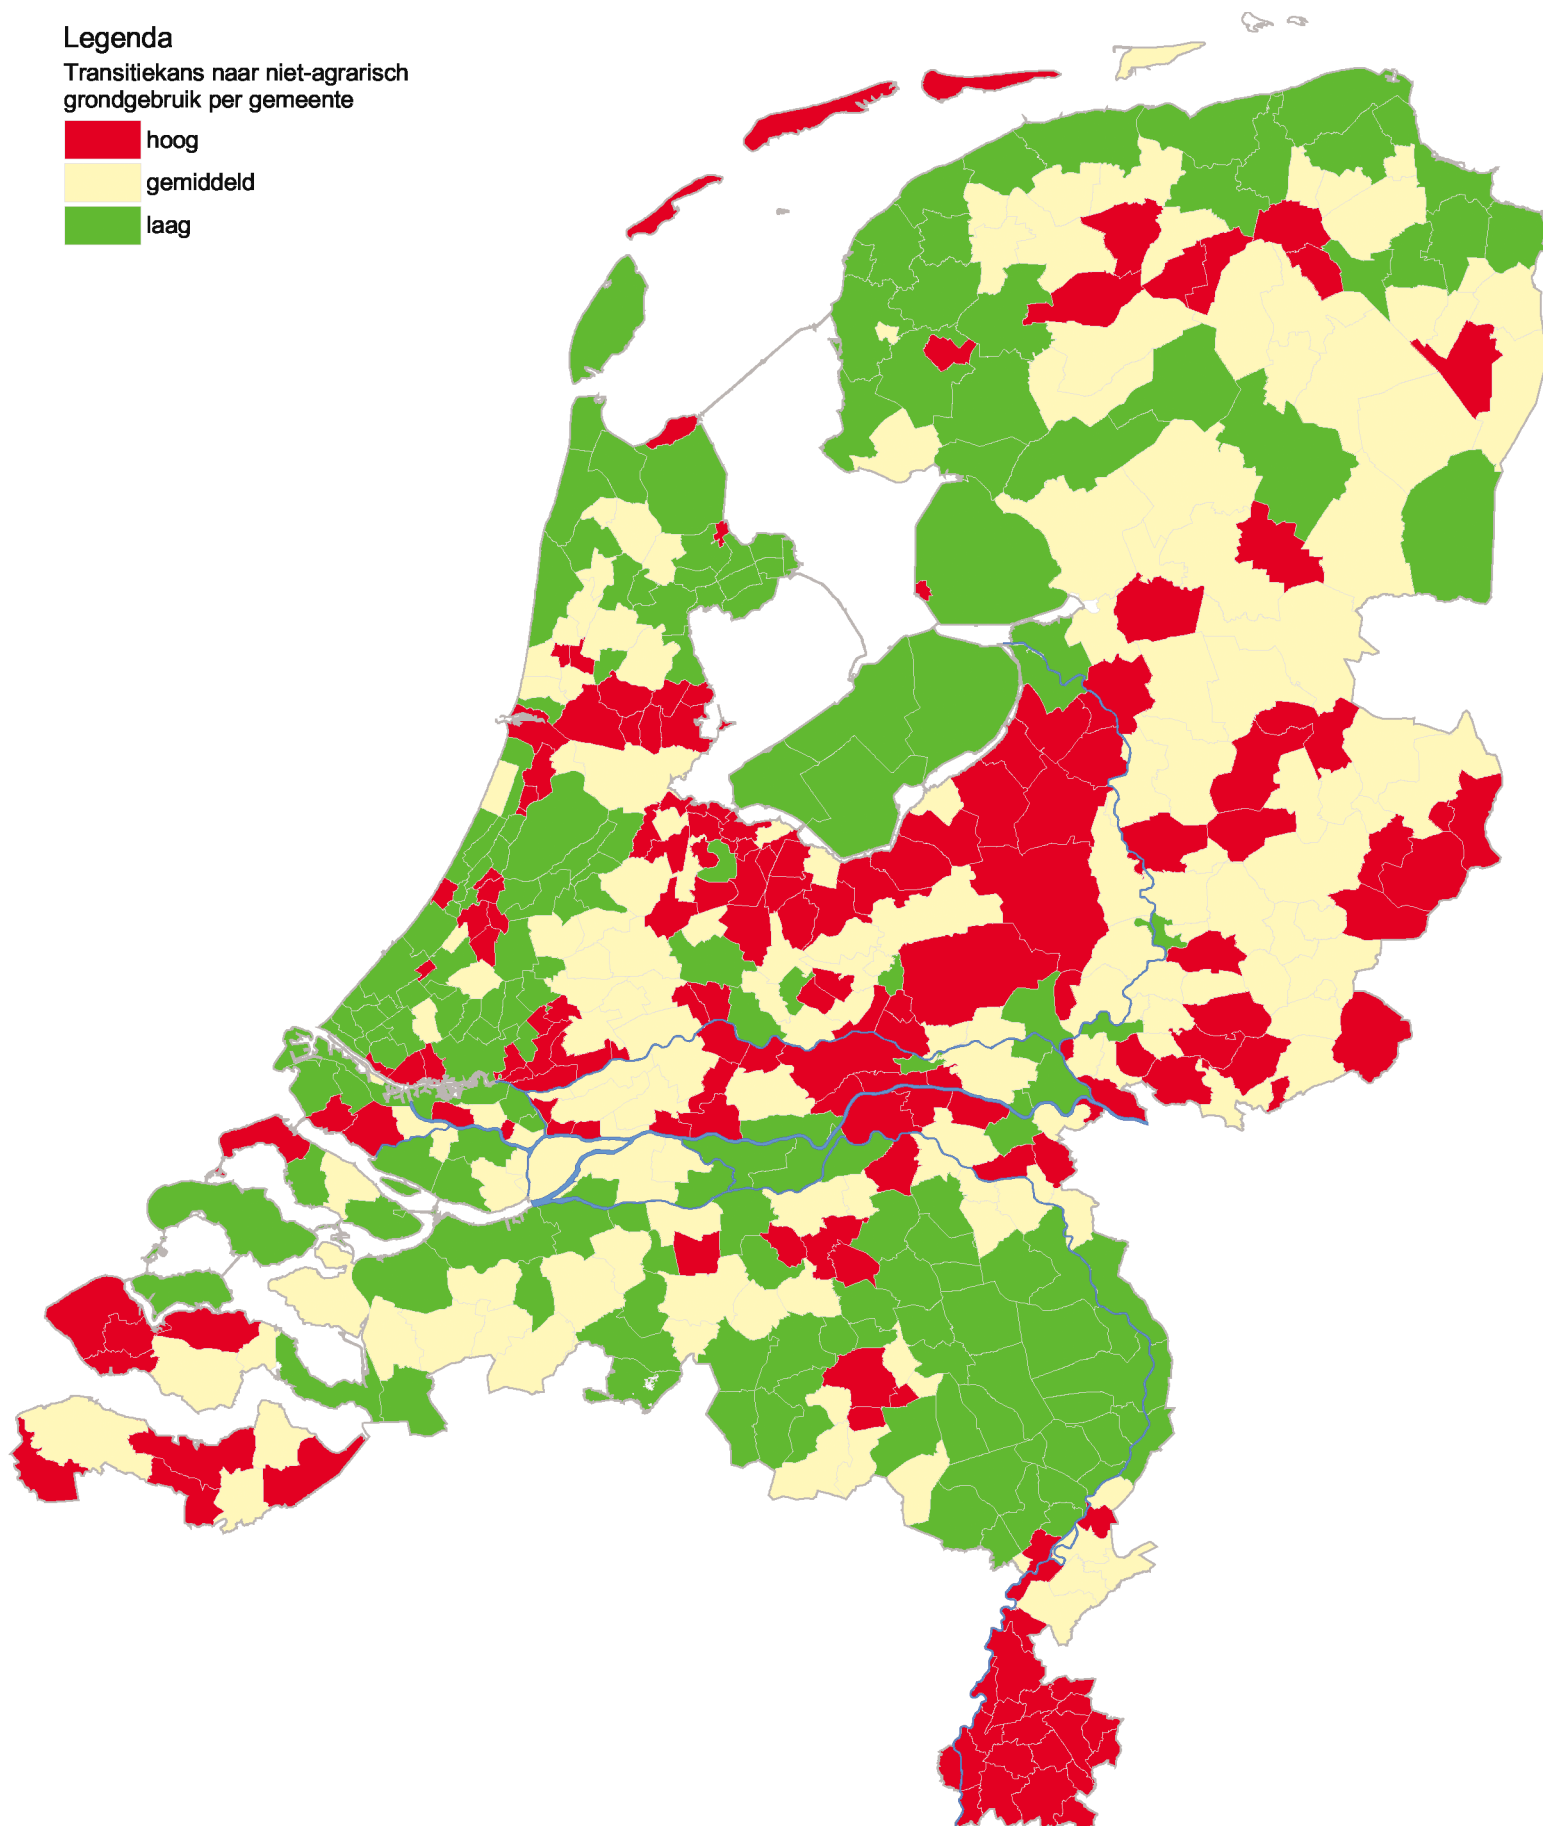 Legenda
Transitiekans naar niet-agrarisch
grondgebruik per gemeente
hoog
gemiddeld
laag